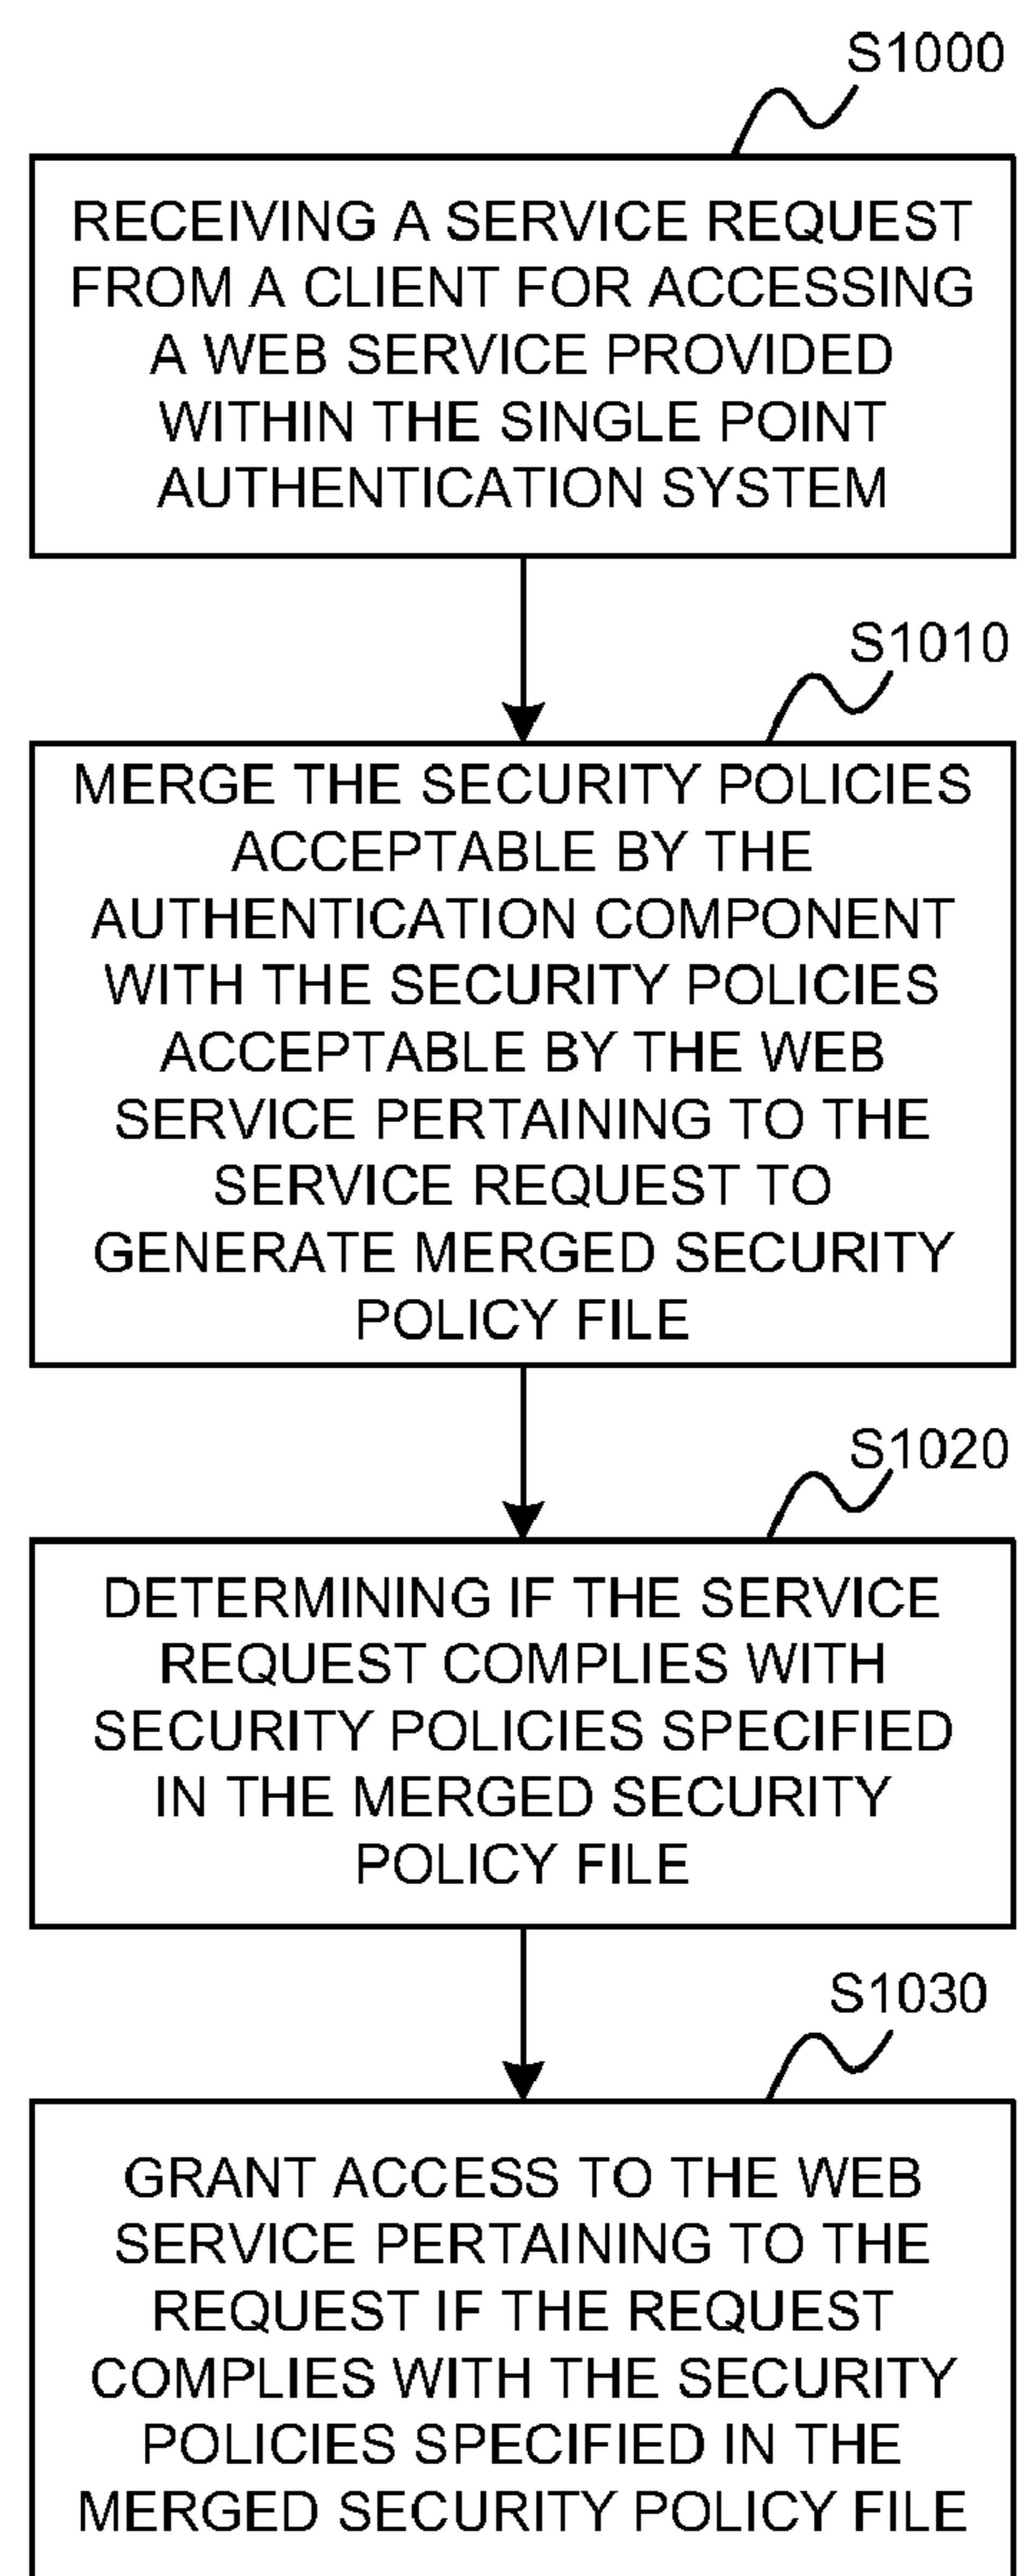 S1000
RECEIVING A SERVICE REQUEST
FROM A CLIENT FOR ACCESSING
A WEB SERVICE PROVIDED
WITHIN THE SINGLE POINT
AUTHENTICATION SYSTEM
S1010
MERGE THE SECURITY POLICIES
ACCEPTABLE BY THE
AUTHENTICATION COMPONENT
WITH THE SECURITY POLICIES
ACCEPTABLE BY THE WEB
SERVICE PERTAINING TO THE
SERVICE REQUEST TO
GENERATE MERGED SECURITY
POLICY FILE
S1020
DETERMINING IF THE SERVICE
REQUEST COMPLIES WITH
SECURITY POLICIES SPECIFIED
IN THE MERGED SECURITY
POLICY FILE
S1030
GRANT ACCESS TO THE WEB
SERVICE PERTAINING TO THE
REQUEST IF THE REQUEST
COMPLIES WITH THE SECURITY
POLICIES SPECIFIED IN THE
MERGED SECURITY POLICY FILE